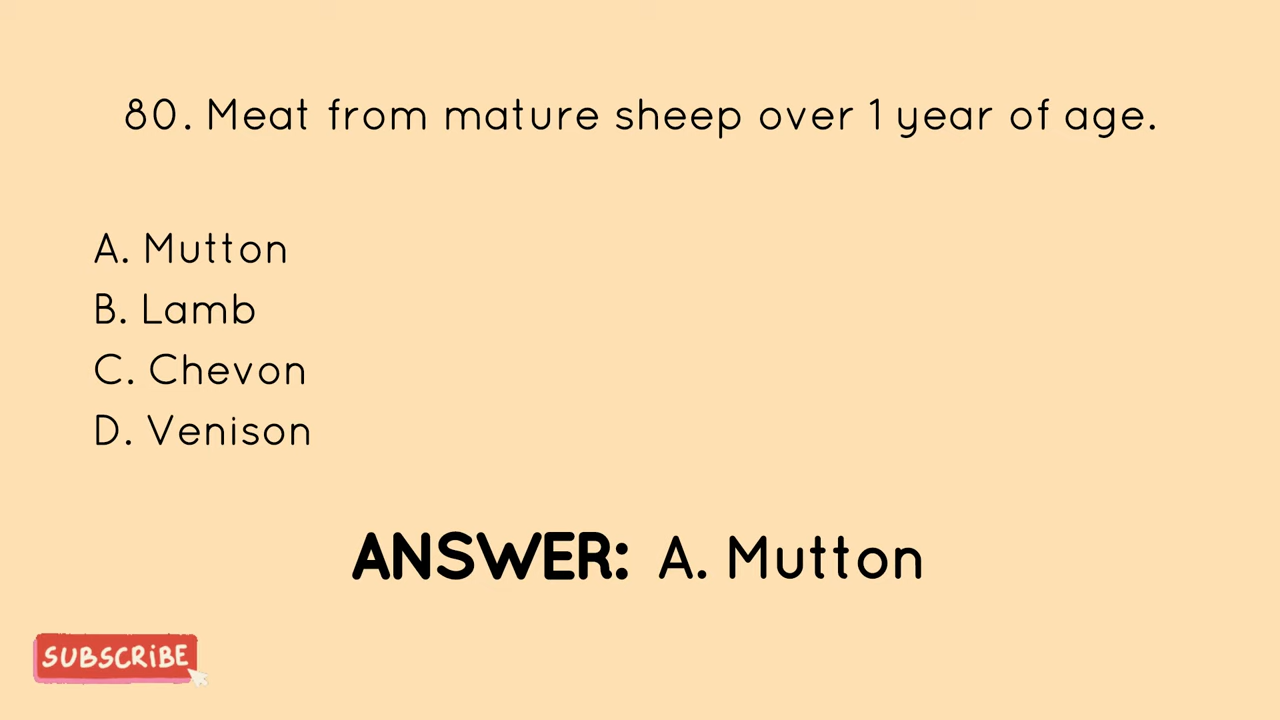 80. Meat from mature sheep over 1 year of age.
A. Mutton
B. Lamb
C. Chevon
D. Venison
ANSWER: A. Mutton
SUBSCRIBE